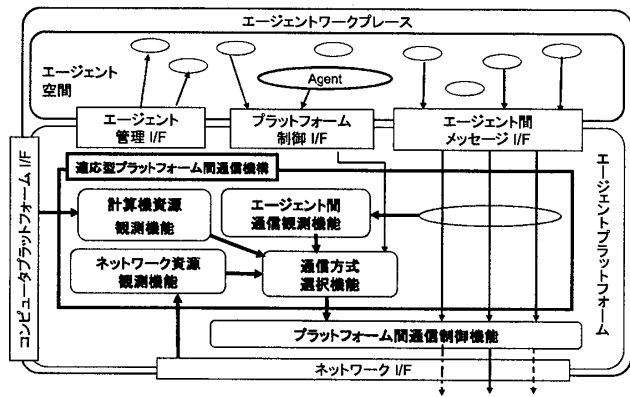 エージェントワークプレース
エージェント
空間
Agent
エージェント
管理 I/F
プラットフォーム
制御 I/F
エージェント間
メッセージ I/F
コンピュータプラットフォーム I/F
エージェントプラットフォーム
適応型プラットフォーム間通信機構
計算機資源
観測機能
エージェント間
通信観測機能
ネットワーク資源
観測機能
通信方式
選択機能
プラットフォーム間通信制御機能
ネットワーク I/F